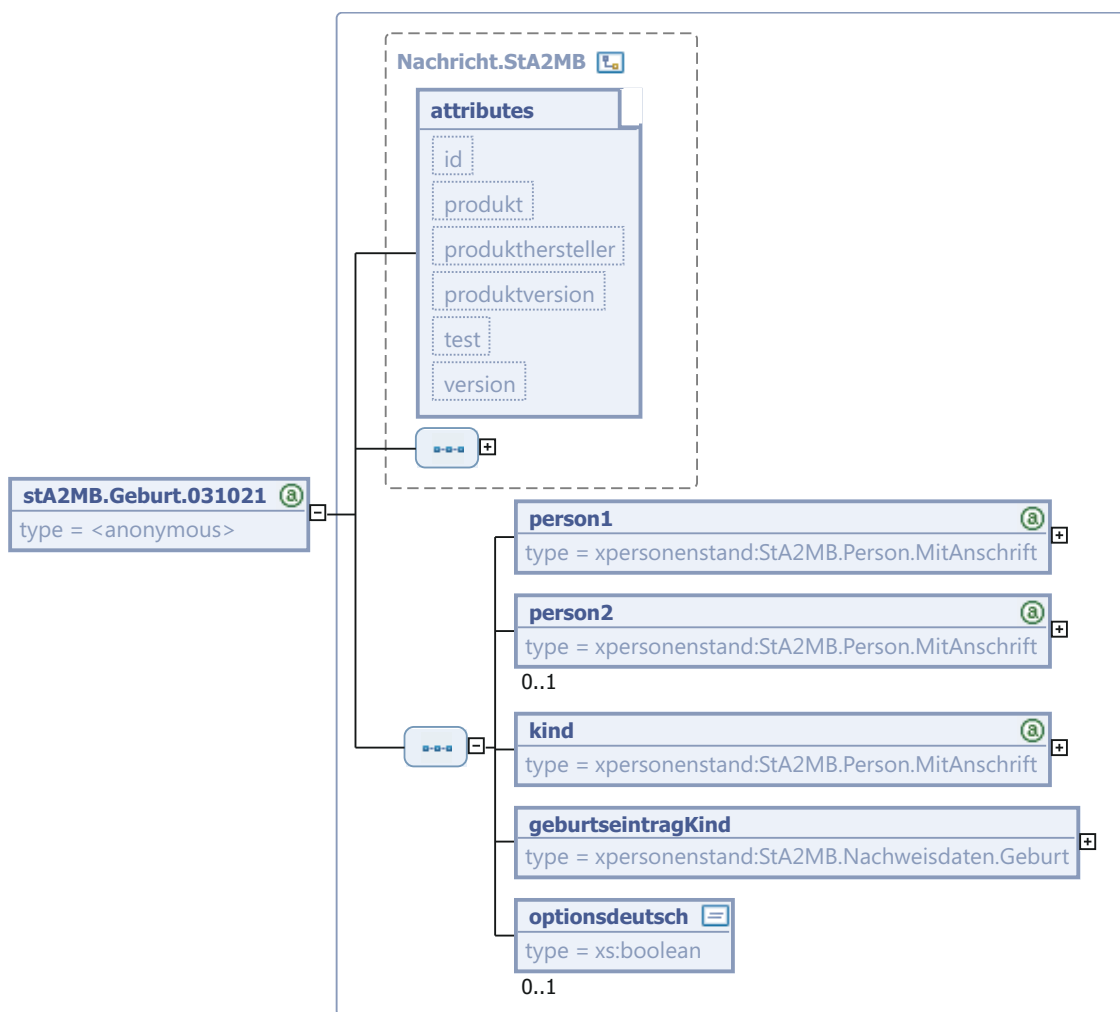 Nachricht.StA2MB
attributes
id
produkt
produkthersteller
produktversion
test
version
stA2MB.Geburt.031021
type = <anonymous>
person1
type = xpersonenstand:StA2MB.Person.MitAnschrift
person2
type = xpersonenstand:StA2MB.Person.MitAnschrift
0..1
kind
type = xpersonenstand:StA2MB.Person.MitAnschrift
geburtseintragKind
type = xpersonenstand:StA2MB.Nachweisdaten.Geburt
optionsdeutsch
type = xs:boolean
0..1